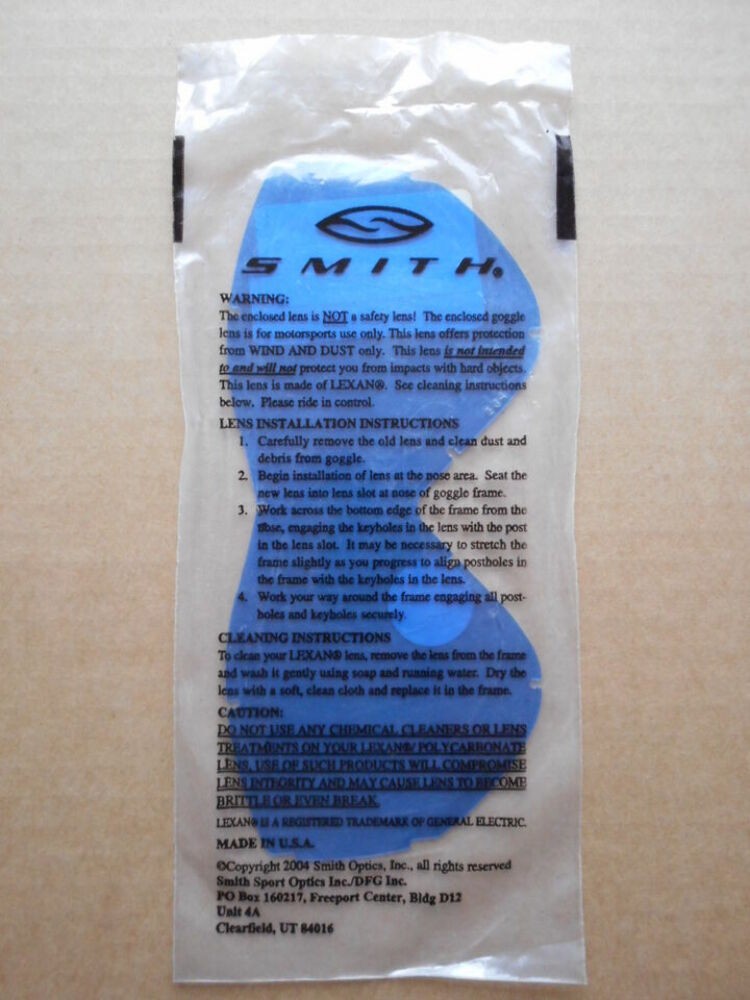 SMITH®
WARNING:
The enclosed lens is NOT a safety lens! The enclosed goggle
lens is for motorsports use only. This lens offers protection
from WIND AND DUST only. This lens is not intended
to and will not protect you from impacts with hard objects.
This lens is made of LEXAN®. See cleaning instructions
below. Please ride in control.
LENS INSTALLATION INSTRUCTIONS
1. Carefully remove the old lens and clean dust and
debris from goggle.
2. Begin installation of lens at the nose area. Seat the
new lens into lens slot at nose of goggle frame.
3. Work across the bottom edge of the frame from the
nose, engaging the keyholes in the lens with the post
in the lens slot. It may be necessary to stretch the
frame slightly as you progress to align postholes in
the frame with the keyholes in the lens.
4. Work your way around the frame engaging all post-
holes and keyholes securely.
CLEANING INSTRUCTIONS
To clean your LEXAN® lens, remove the lens from the frame
and wash it gently using soap and running water. Dry the
lens with a soft, clean cloth and replace it in the frame.
CAUTION:
DO NOT USE ANY CHEMICAL CLEANERS OR LENS
TREATMENTS ON YOUR LEXAN®/POLYCARBONATE
LENS, USE OF SUCH PRODUCTS WILL COMPROMISE
LENS INTEGRITY AND MAY CAUSE LENS TO BECOME
BRITTLE OR EVEN BREAK.
LEXAN® IS A REGISTERED TRADEMARK OF GENERAL ELECTRIC.
MADE IN U.S.A.
©Copyright 2004 Smith Optics, Inc., all rights reserved
Smith Sport Optics Inc./DFG Inc.
PO Box 160217, Freeport Center, Bldg D12
Unit 4A
Clearfield, UT 84016